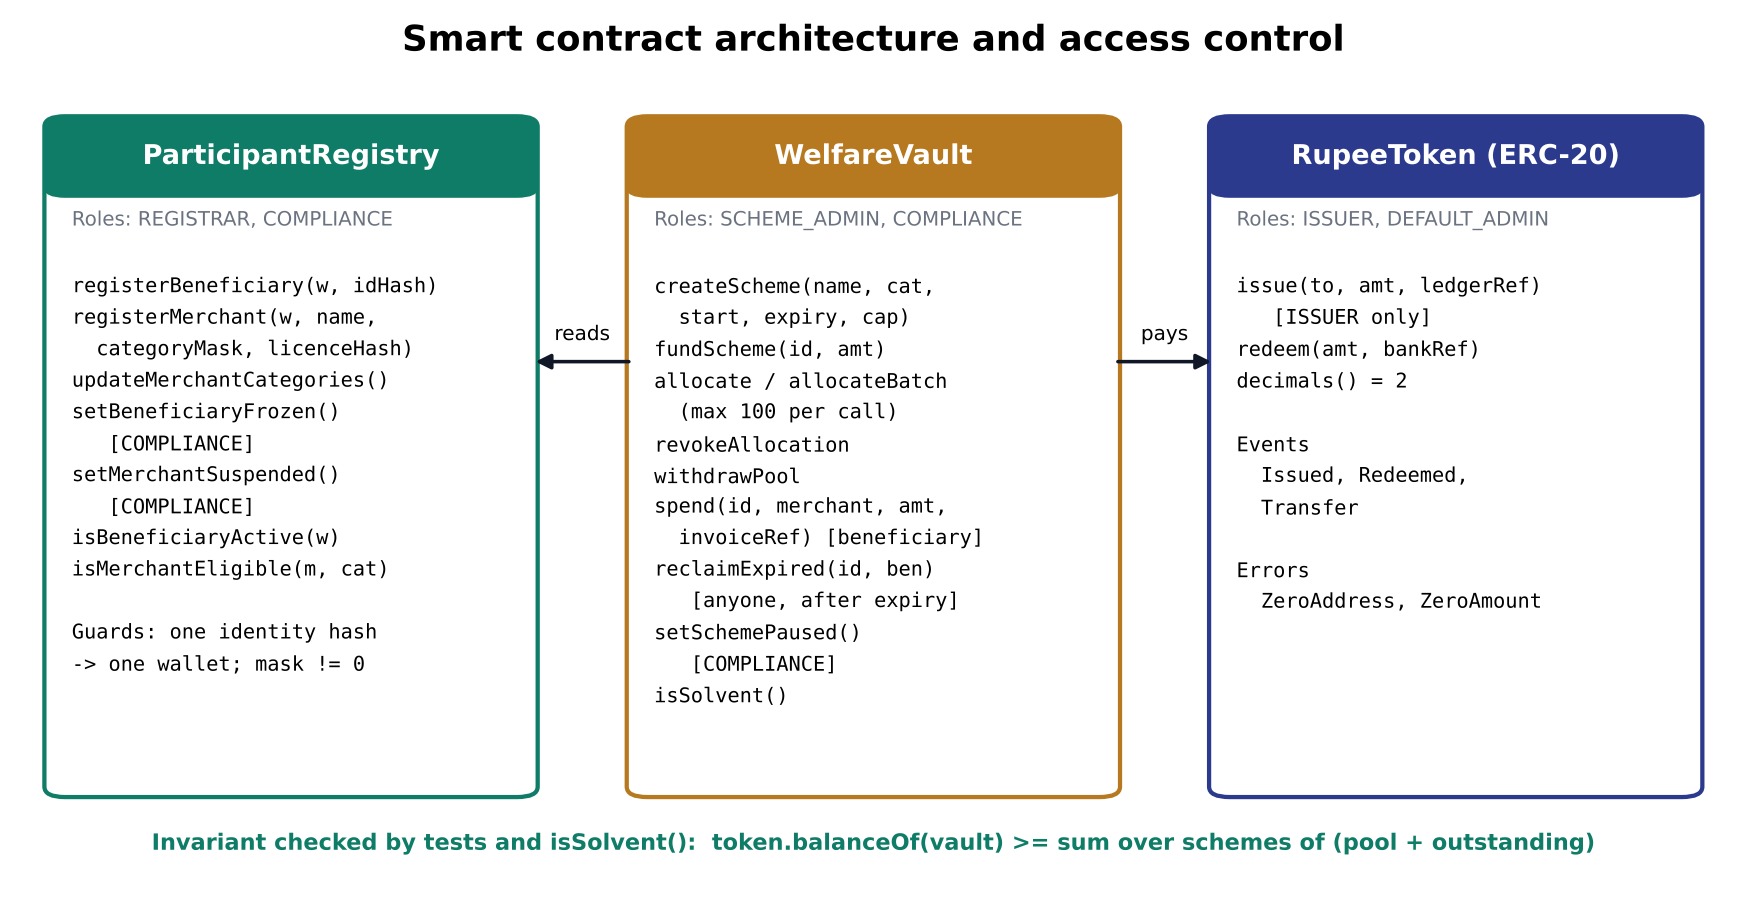 Smart contract architecture and access control
ParticipantRegistry
Roles: REGISTRAR, COMPLIANCE
registerBeneficiary(w, idHash)
registerMerchant(w, name,
  categoryMask, licenceHash)
updateMerchantCategories()
setBeneficiaryFrozen()
   [COMPLIANCE]
setMerchantSuspended()
   [COMPLIANCE]
isBeneficiaryActive(w)
isMerchantEligible(m, cat)
Guards: one identity hash
-> one wallet; mask != 0
reads
WelfareVault
Roles: SCHEME_ADMIN, COMPLIANCE
createScheme(name, cat,
  start, expiry, cap)
fundScheme(id, amt)
allocate / allocateBatch
  (max 100 per call)
revokeAllocation
withdrawPool
spend(id, merchant, amt,
  invoiceRef) [beneficiary]
reclaimExpired(id, ben)
   [anyone, after expiry]
setSchemePaused()
   [COMPLIANCE]
isSolvent()
pays
RupeeToken (ERC-20)
Roles: ISSUER, DEFAULT_ADMIN
issue(to, amt, ledgerRef)
   [ISSUER only]
redeem(amt, bankRef)
decimals() = 2
Events
  Issued, Redeemed,
  Transfer
Errors
  ZeroAddress, ZeroAmount
Invariant checked by tests and isSolvent():  token.balanceOf(vault) >= sum over schemes of (pool + outstanding)